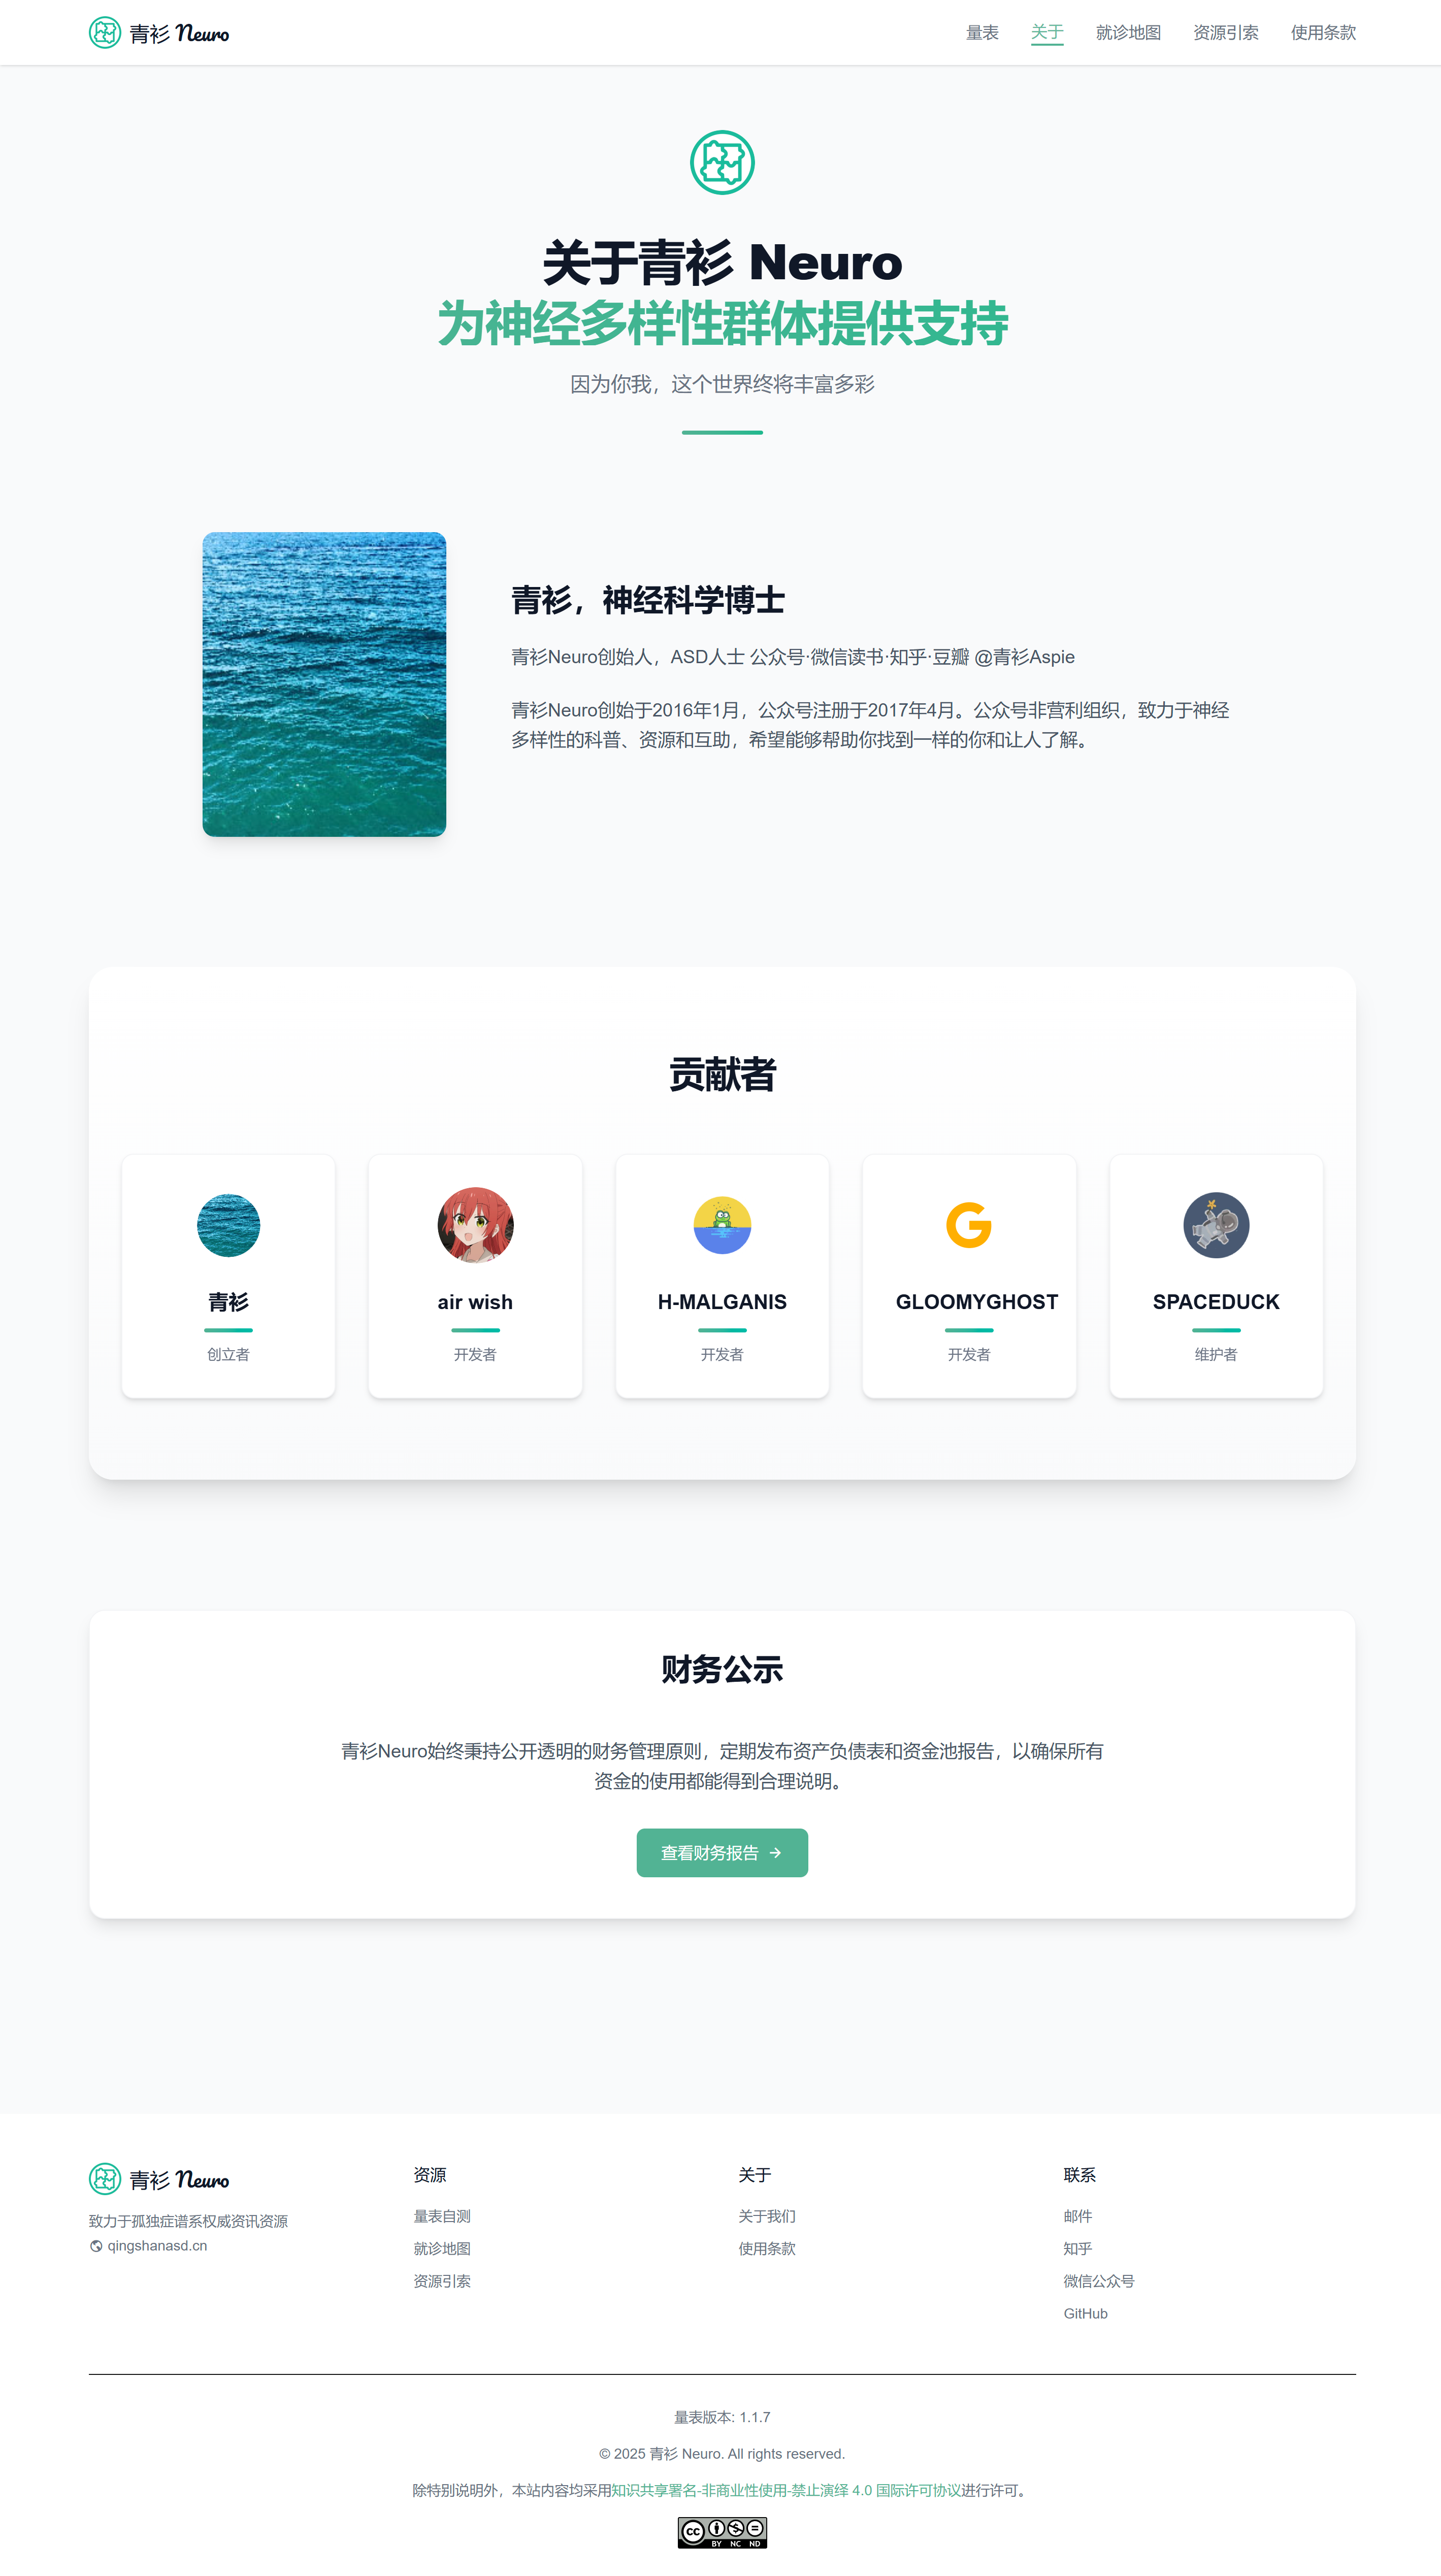 青衫 Neuro
量表
关于
就诊地图
资源引索
使用条款
关于青衫 Neuro
为神经多样性群体提供支持
因为你我，这个世界终将丰富多彩
青衫，神经科学博士
青衫Neuro创始人，ASD人士 公众号·微信读书·知乎·豆瓣 @青衫Aspie
青衫Neuro创始于2016年1月，公众号注册于2017年4月。公众号非营利组织，致力于神经
多样性的科普、资源和互助，希望能够帮助你找到一样的你和让人了解。
贡献者
青衫
创立者
air wish
开发者
H-MALGANIS
开发者
GLOOMYGHOST
开发者
SPACEDUCK
维护者
财务公示
青衫Neuro始终秉持公开透明的财务管理原则，定期发布资产负债表和资金池报告，以确保所有
资金的使用都能得到合理说明。
查看财务报告 →
青衫 Neuro
致力于孤独症谱系权威资讯资源
qingshanasd.cn
资源
量表自测
就诊地图
资源引索
关于
关于我们
使用条款
联系
邮件
知乎
微信公众号
GitHub
量表版本: 1.1.7
© 2025 青衫 Neuro. All rights reserved.
除特别说明外，本站内容均采用知识共享署名-非商业性使用-禁止演绎 4.0 国际许可协议进行许可。
cc BY NC ND